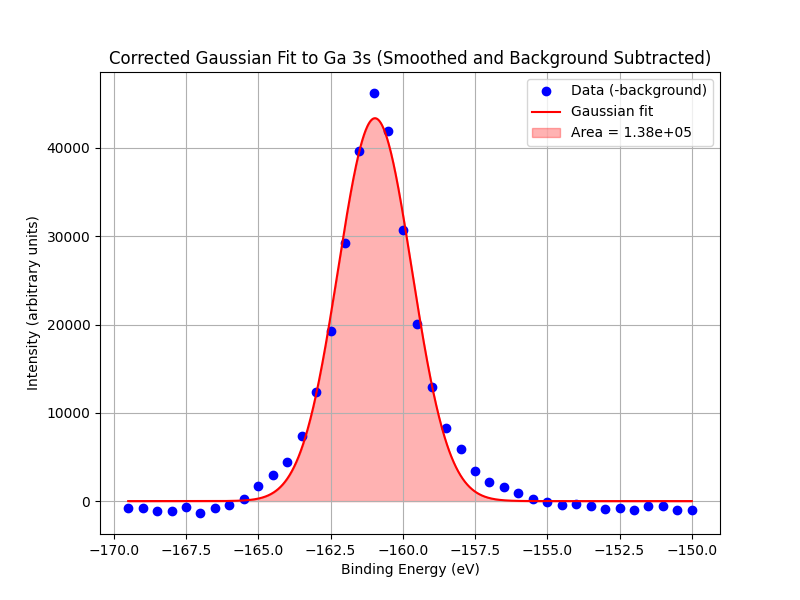 Corrected Gaussian Fit to Ga 3s (Smoothed and Background Subtracted)
Data (-background)
Gaussian fit
Area = 1.38e+05
Intensity (arbitrary units)
40000
30000
20000
10000
0
−170.0 −167.5 −165.0 −162.5 −160.0 −157.5 −155.0 −152.5 −150.0
Binding Energy (eV)